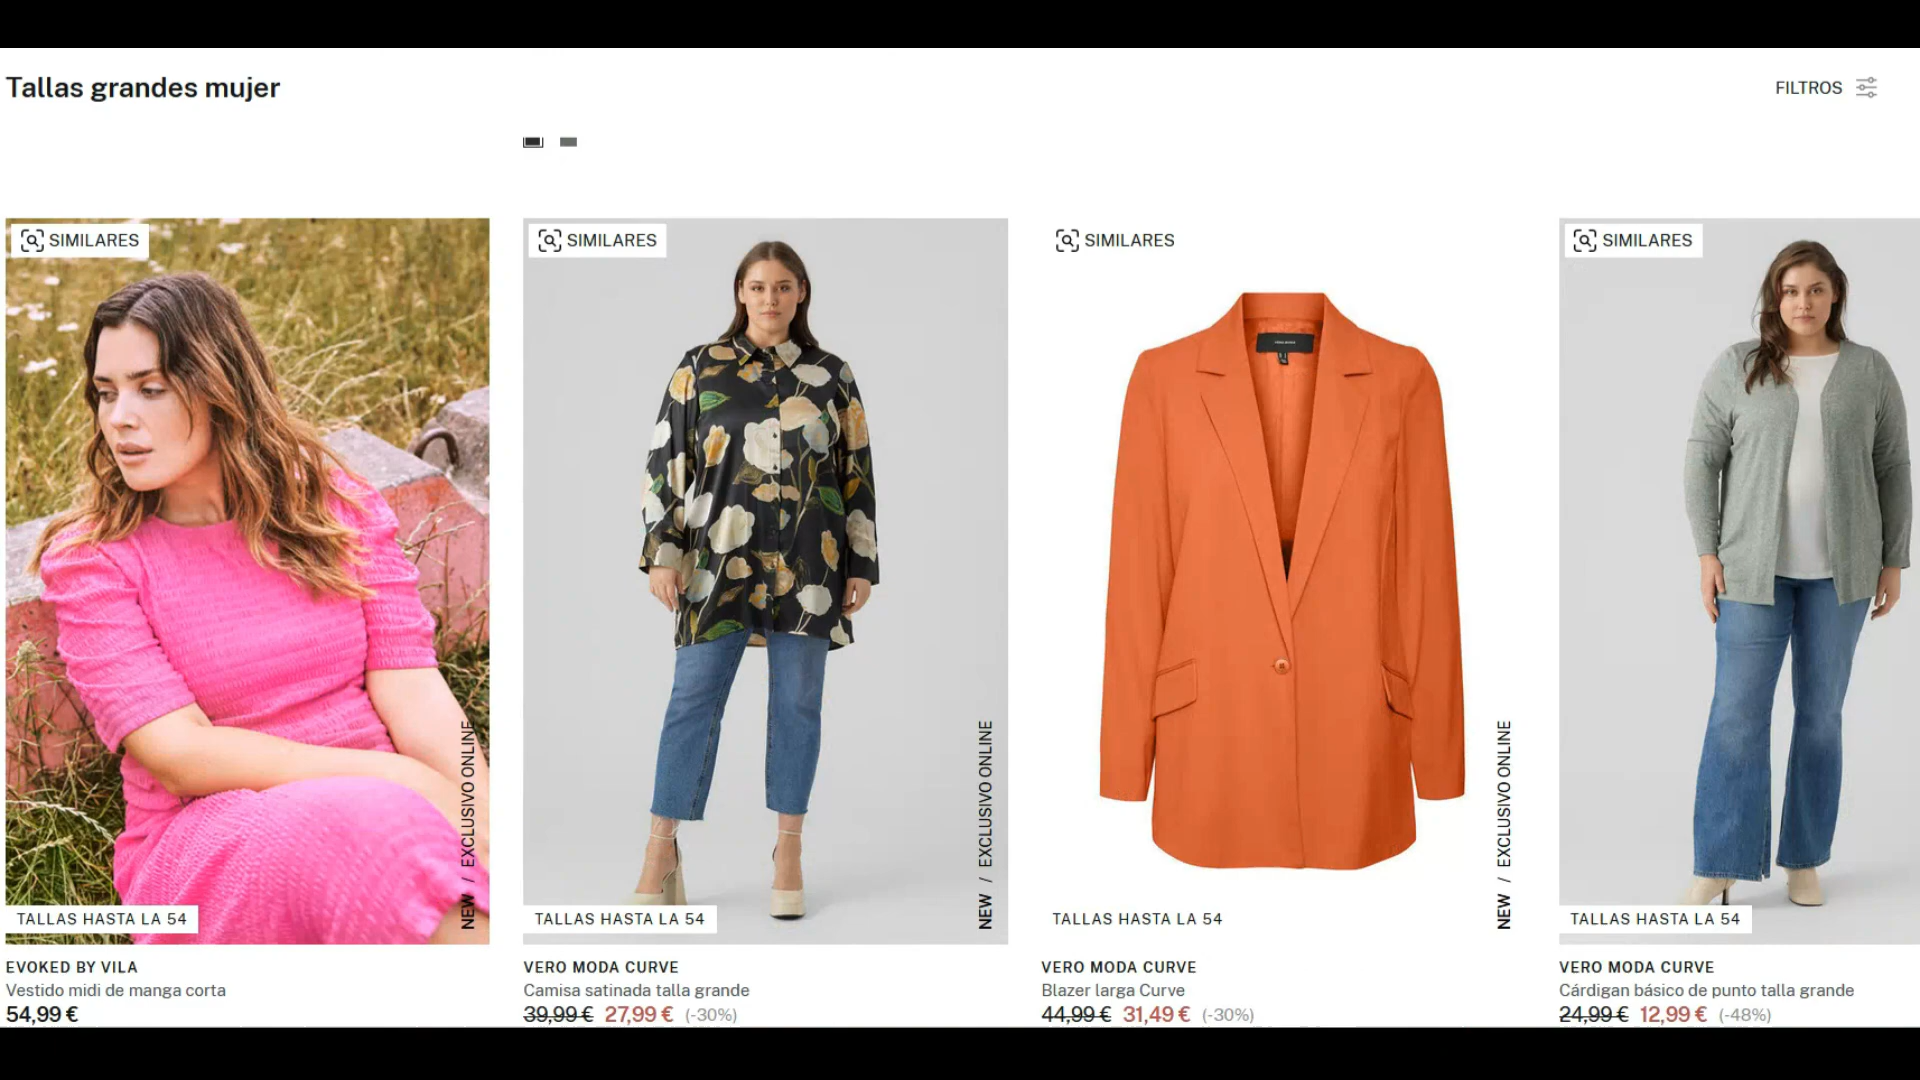 Tallas grandes mujer
FILTROS
SIMILARES
SIMILARES
SIMILARES
SIMILARES
NEW / EXCLUSIVO ONLINE
NEW / EXCLUSIVO ONLINE
NEW / EXCLUSIVO ONLINE
TALLAS HASTA LA 54
TALLAS HASTA LA 54
TALLAS HASTA LA 54
TALLAS HASTA LA 54
EVOKED BY VILA
Vestido midi de manga corta
54,99 €
VERO MODA CURVE
Camisa satinada talla grande
39,99 € 27,99 € (-30%)
VERO MODA CURVE
Blazer larga Curve
44,99 € 31,49 € (-30%)
VERO MODA CURVE
Cárdigan básico de punto talla grande
24,99 € 12,99 € (-48%)